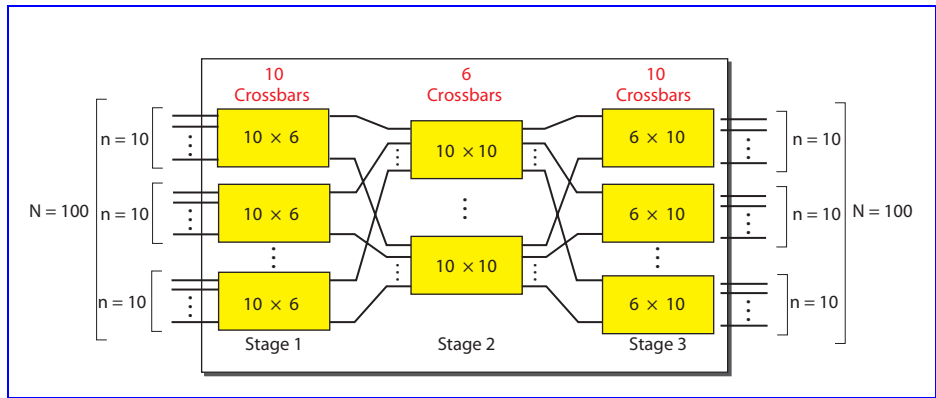 10
Crossbars
6
Crossbars
10
Crossbars
n = 10
10 × 6
10 × 10
6 × 10
n = 10
N = 100
n = 10
10 × 6
6 × 10
n = 10
N = 100
n = 10
10 × 6
10 × 10
6 × 10
n = 10
Stage 1
Stage 2
Stage 3